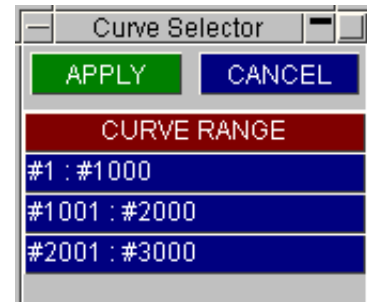 Curve Selector
APPLY CANCEL
CURVE RANGE
#1 : #1000
#1001 : #2000
#2001 : #3000